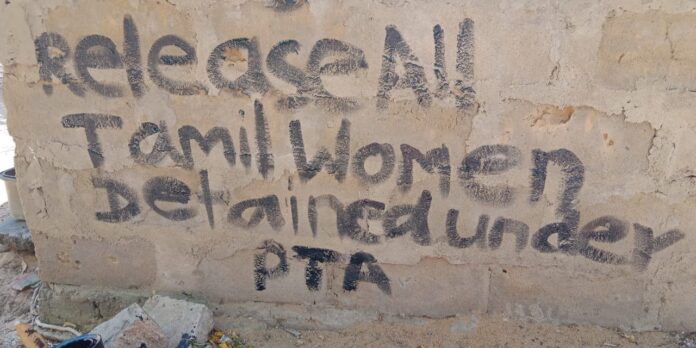 Release All
Tamil Women
Detained under
PTA